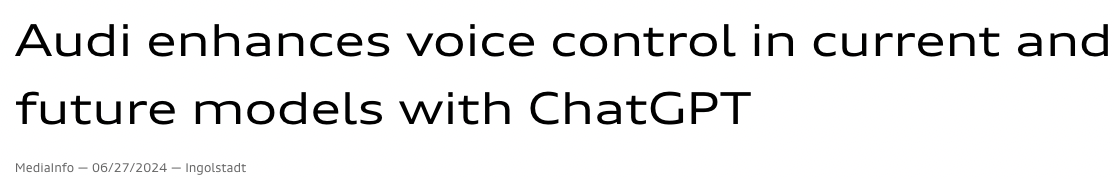 Audi enhances voice control in current and
future models with ChatGPT
MediaInfo — 06/27/2024 — Ingolstadt